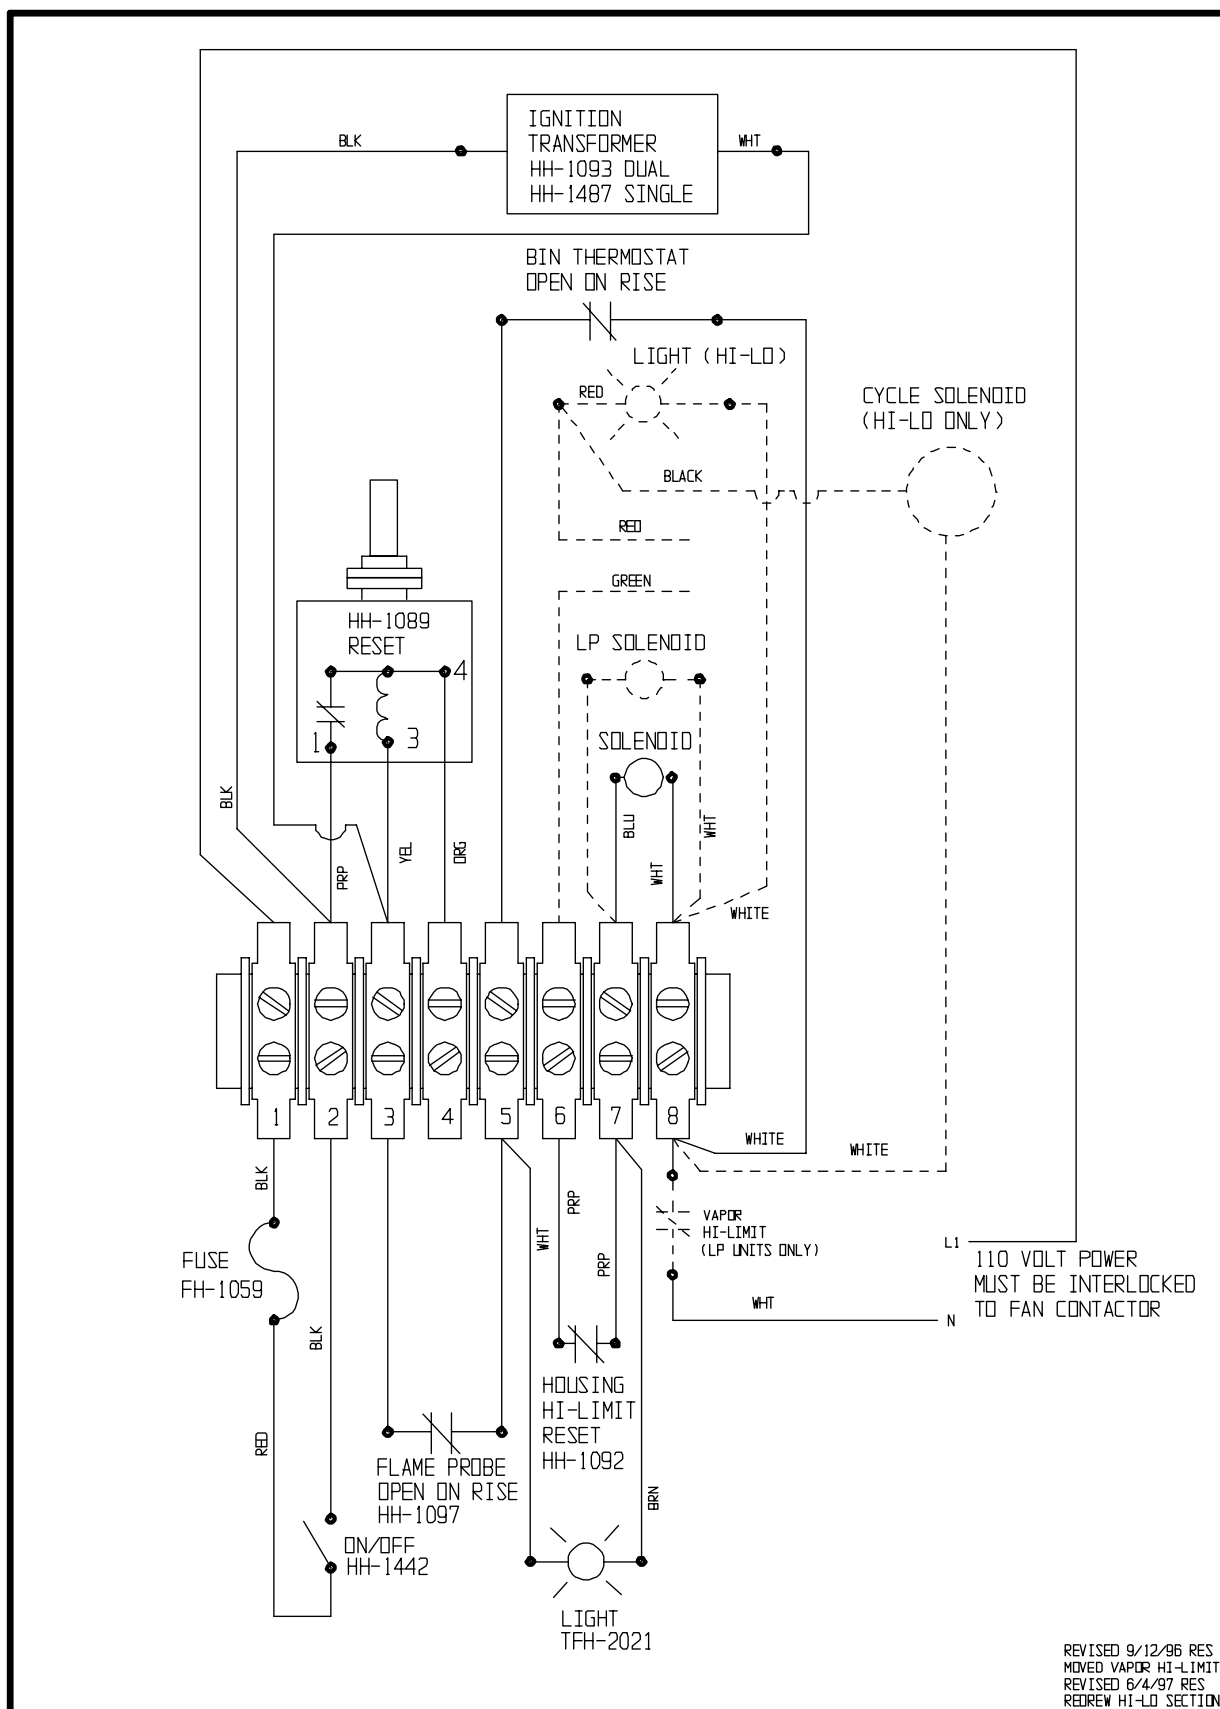 BLK
IGNITION
TRANSFORMER
HH-1093 DUAL
HH-1487 SINGLE
WHT
BIN THERMOSTAT
OPEN ON RISE
LIGHT (HI-LO)
RED
CYCLE SOLENOID
(HI-LO ONLY)
BLACK
RED
GREEN
HH-1089
RESET
4
1
3
LP SOLENOID
SOLENOID
BLK
PRP
YEL
ORG
BLU
WHT
WHT
WHITE
1
2
3
4
5
6
7
8
WHITE
WHITE
BLK
FUSE
FH-1059
BLK
RED
WHT
PRP
PRP
VAPOR
HI-LIMIT
(LP UNITS ONLY)
WHT
L1
N
110 VOLT POWER
MUST BE INTERLOCKED
TO FAN CONTACTOR
HOUSING
HI-LIMIT
RESET
HH-1092
FLAME PROBE
OPEN ON RISE
HH-1097
BRN
ON/OFF
HH-1442
LIGHT
TFH-2021
REVISED 9/12/96 RES
MOVED VAPOR HI-LIMIT
REVISED 6/4/97 RES
REDREW HI-LO SECTION